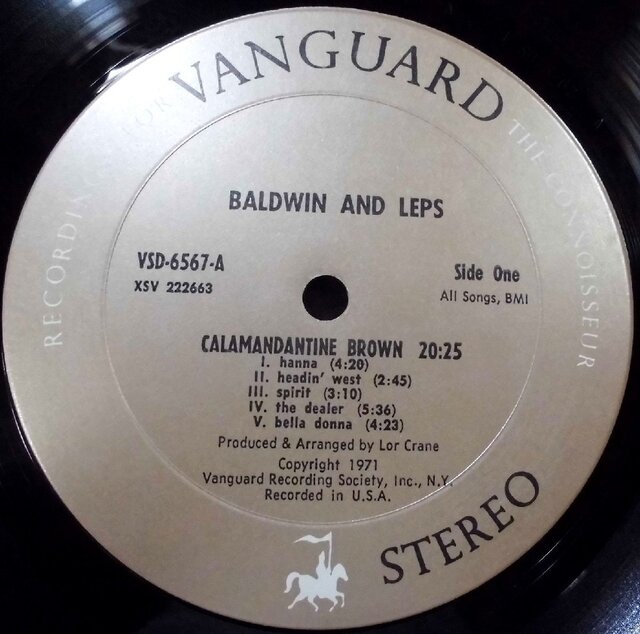 VANGUARD
RECORDINGS FOR THE CONNOISSEUR
BALDWIN AND LEPS
VSD-6567-A
XSV 222663
Side One
All Songs, BMI
CALAMANDANTINE BROWN 20:25
I. hanna (4:20)
II. headin' west (2:45)
III. spirit (3:10)
IV. the dealer (5:36)
V. bella donna (4:23)
Produced & Arranged by Lor Crane
Copyright 1971
Vanguard Recording Society, Inc., N.Y.
Recorded in U.S.A.
STEREO